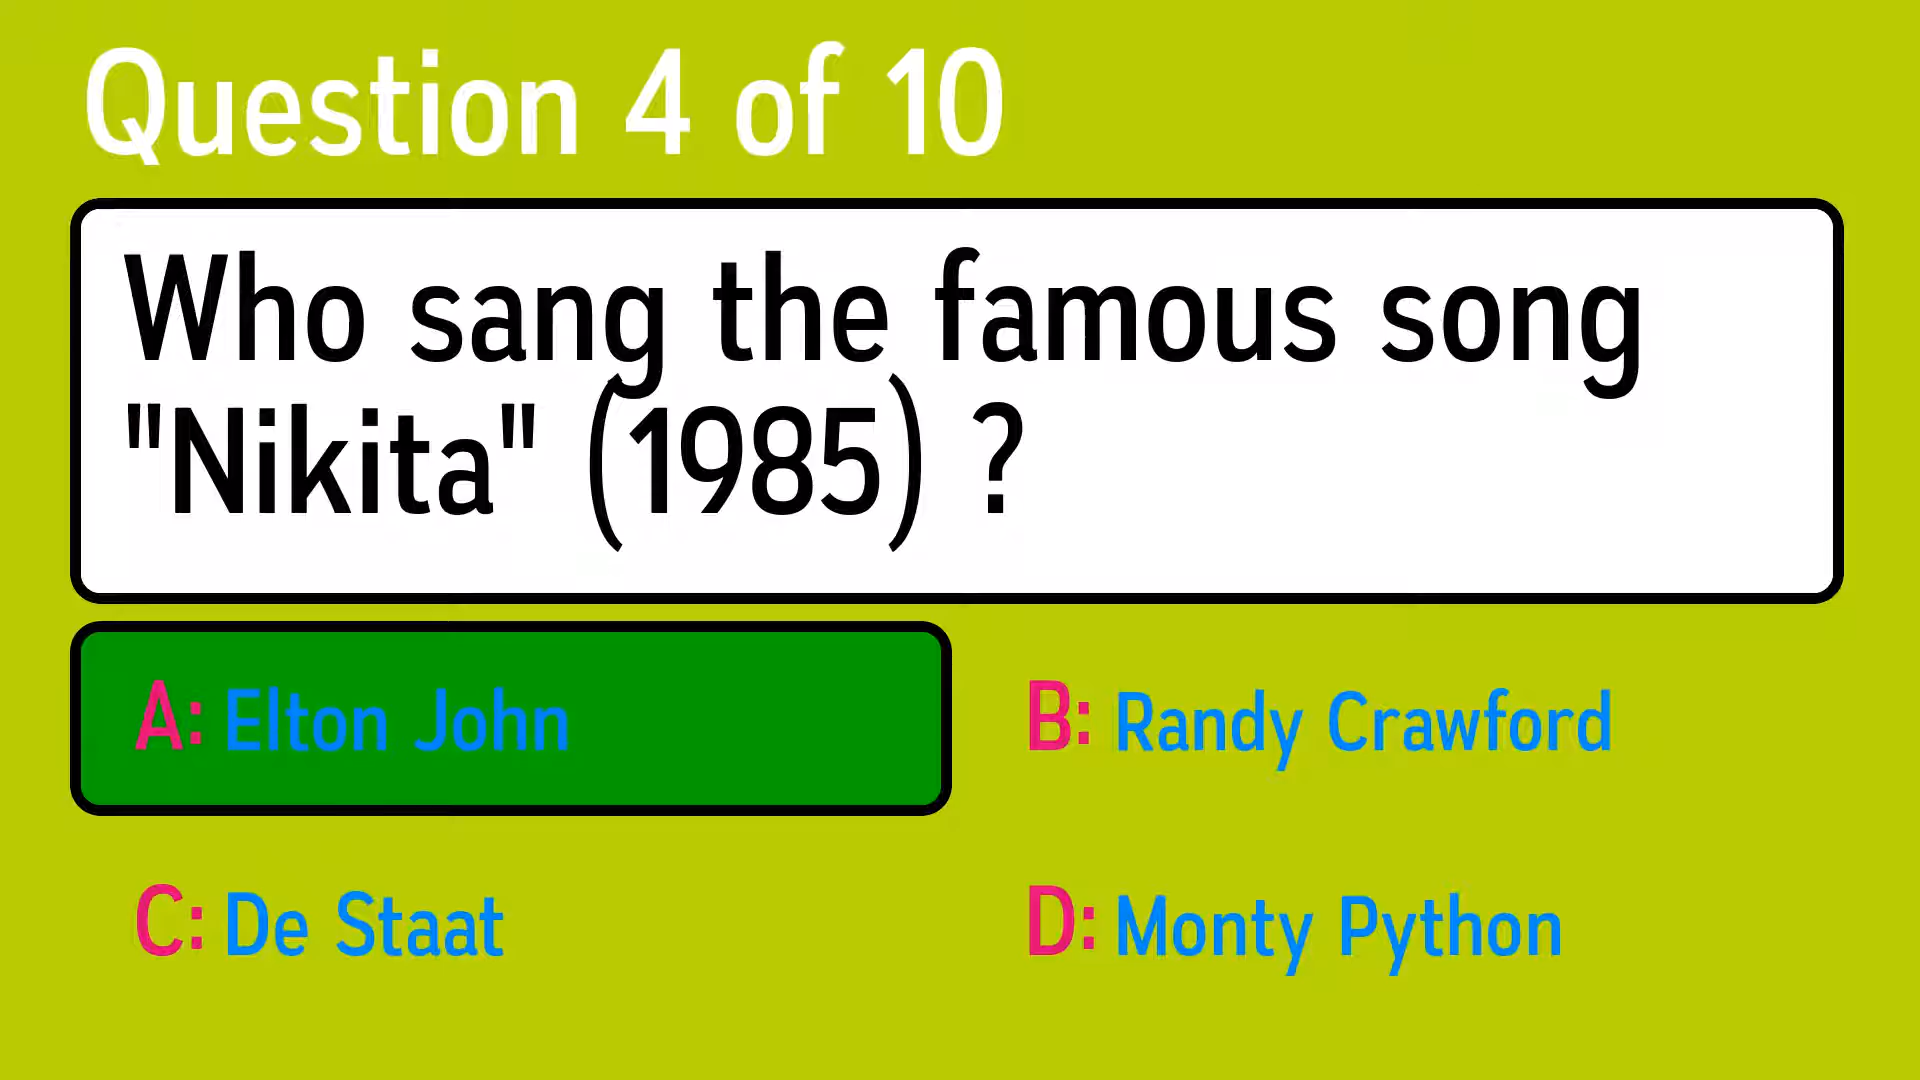 Question 4 of 10
Who sang the famous song
"Nikita" (1985) ?
A: Elton John
B: Randy Crawford
C: De Staat
D: Monty Python